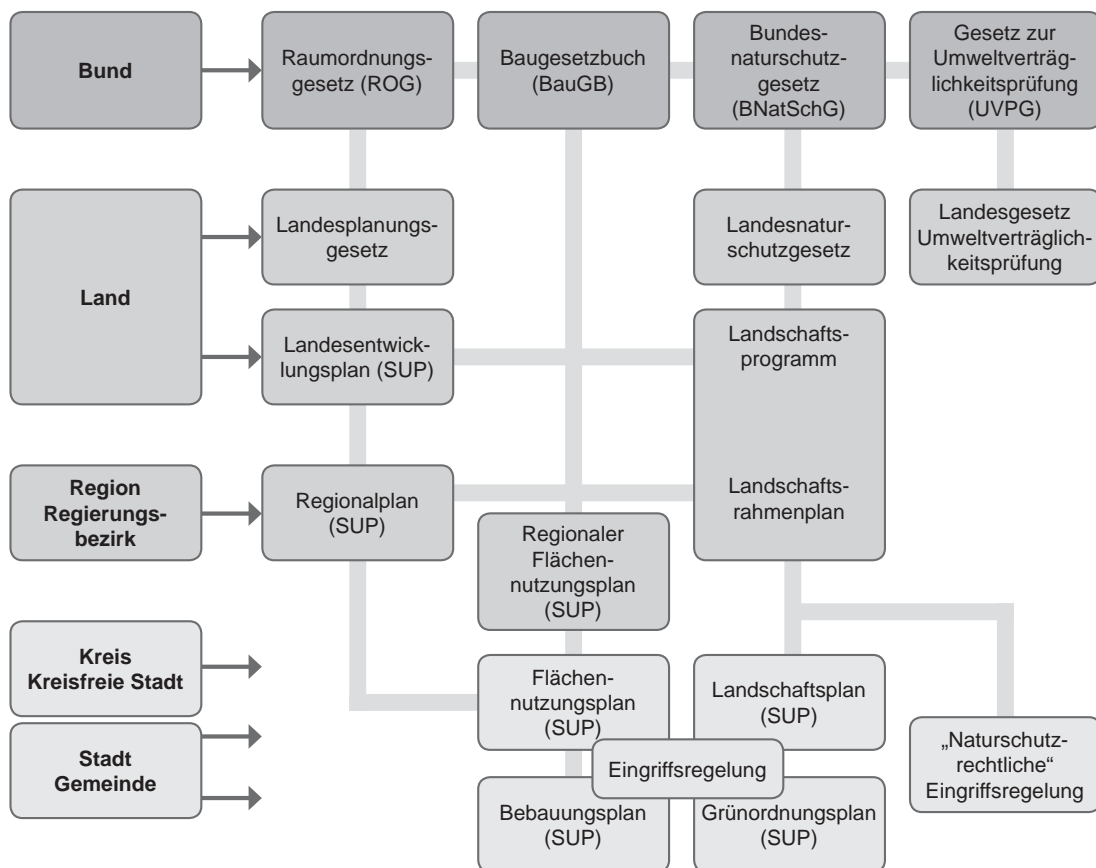 Bund
Raumordnungs-
gesetz (ROG)
Baugesetzbuch
(BauGB)
Bundes-
naturschutz-
gesetz
(BNatSchG)
Gesetz zur
Umweltverträg-
lichkeitsprüfung
(UVPG)
Land
Landesplanungs-
gesetz
Landesnatur-
schutzgesetz
Landesgesetz
Umweltverträglich-
keitsprüfung
Landesentwick-
lungsplan (SUP)
Landschafts-
programm
Region
Regierungs-
bezirk
Regionalplan
(SUP)
Landschafts-
rahmenplan
Regionaler
Flächen-
nutzungsplan
(SUP)
Kreis
Kreisfreie Stadt
Flächen-
nutzungsplan
(SUP)
Landschaftsplan
(SUP)
Stadt
Gemeinde
Eingriffsregelung
„Naturschutz-
rechtliche“
Eingriffsregelung
Bebauungsplan
(SUP)
Grünordnungsplan
(SUP)